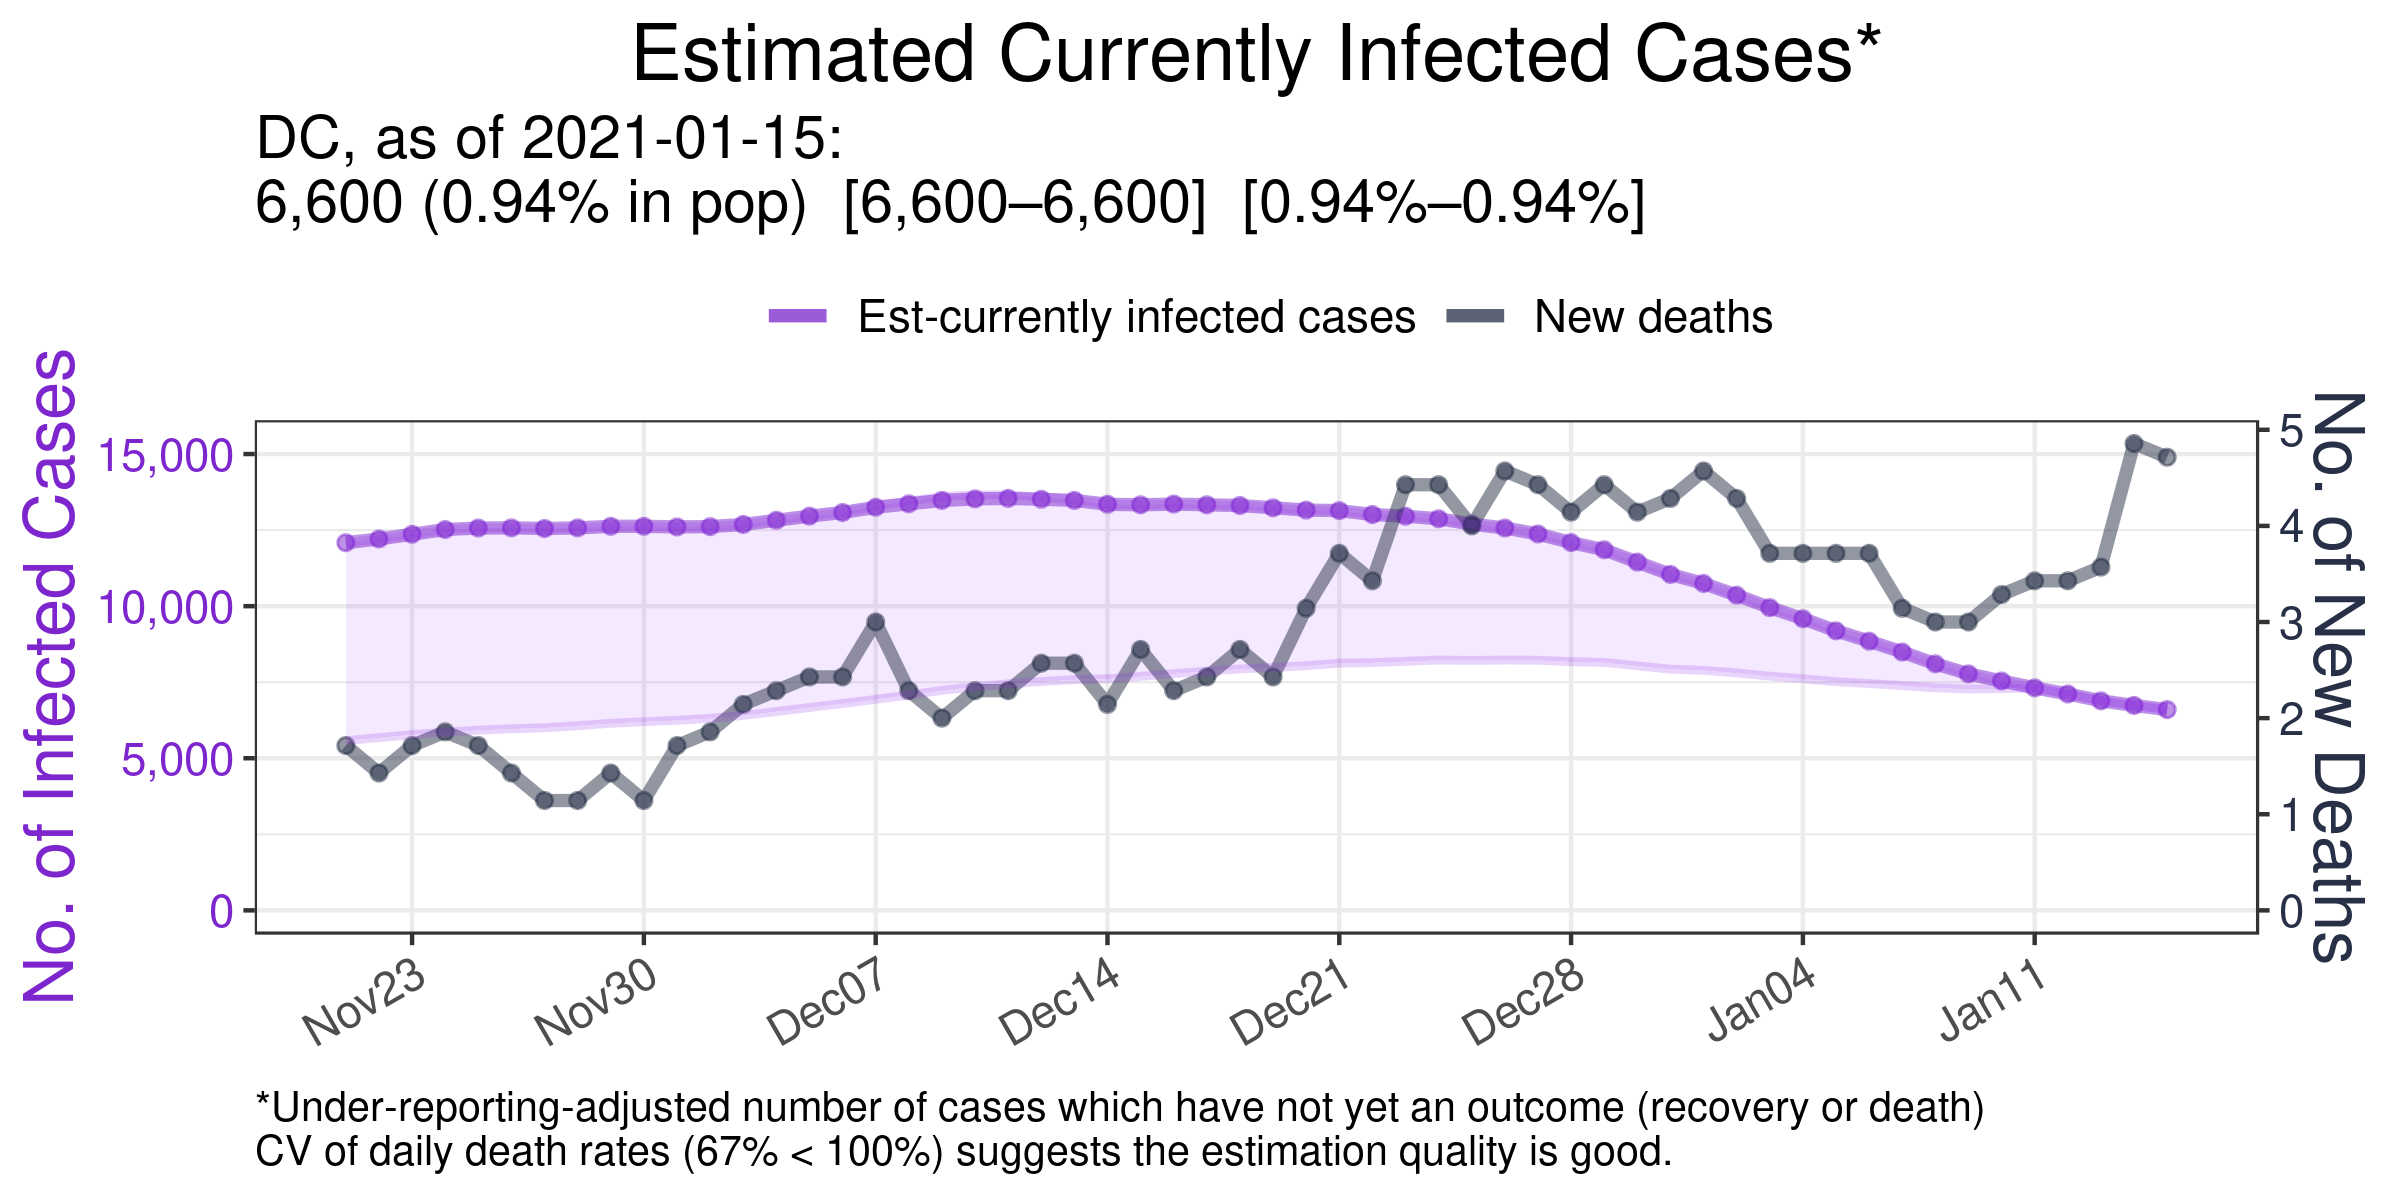 Estimated Currently Infected Cases*
DC, as of 2021-01-15:
6,600 (0.94% in pop)  [6,600–6,600]  [0.94%–0.94%]
Est-currently infected cases
New deaths
No. of Infected Cases
15,000
10,000
5,000
0
5
4
3
2
1
0
No. of New Deaths
Nov23
Nov30
Dec07
Dec14
Dec21
Dec28
Jan04
Jan11
*Under-reporting-adjusted number of cases which have not yet an outcome (recovery or death)
CV of daily death rates (67% < 100%) suggests the estimation quality is good.